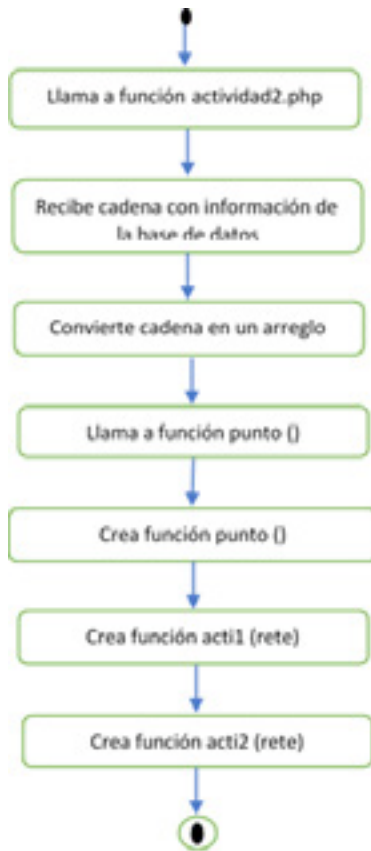 Llama a función actividad2.php
Recibe cadena con información de
la base de datos
Convierte cadena en un arreglo
Llama a función punto ()
Crea función punto ()
Crea función acti1 (rete)
Crea función acti2 (rete)